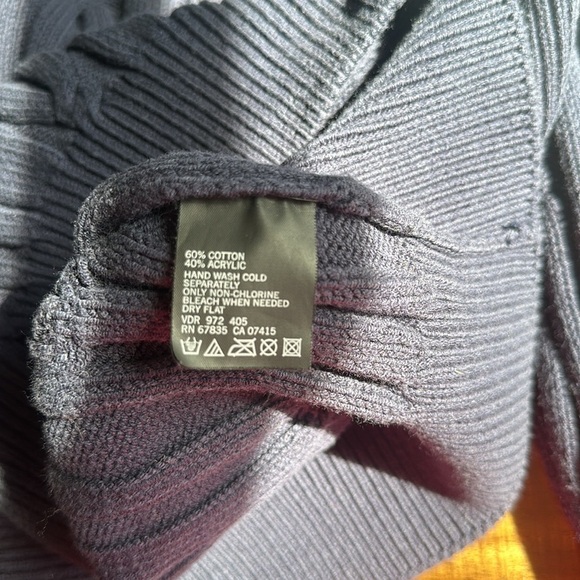 60% COTTON
40% ACRYLIC
HAND WASH COLD
SEPARATELY
ONLY NON-CHLORINE
BLEACH WHEN NEEDED
DRY FLAT
VDR 972 405
RN 67835 CA 07415